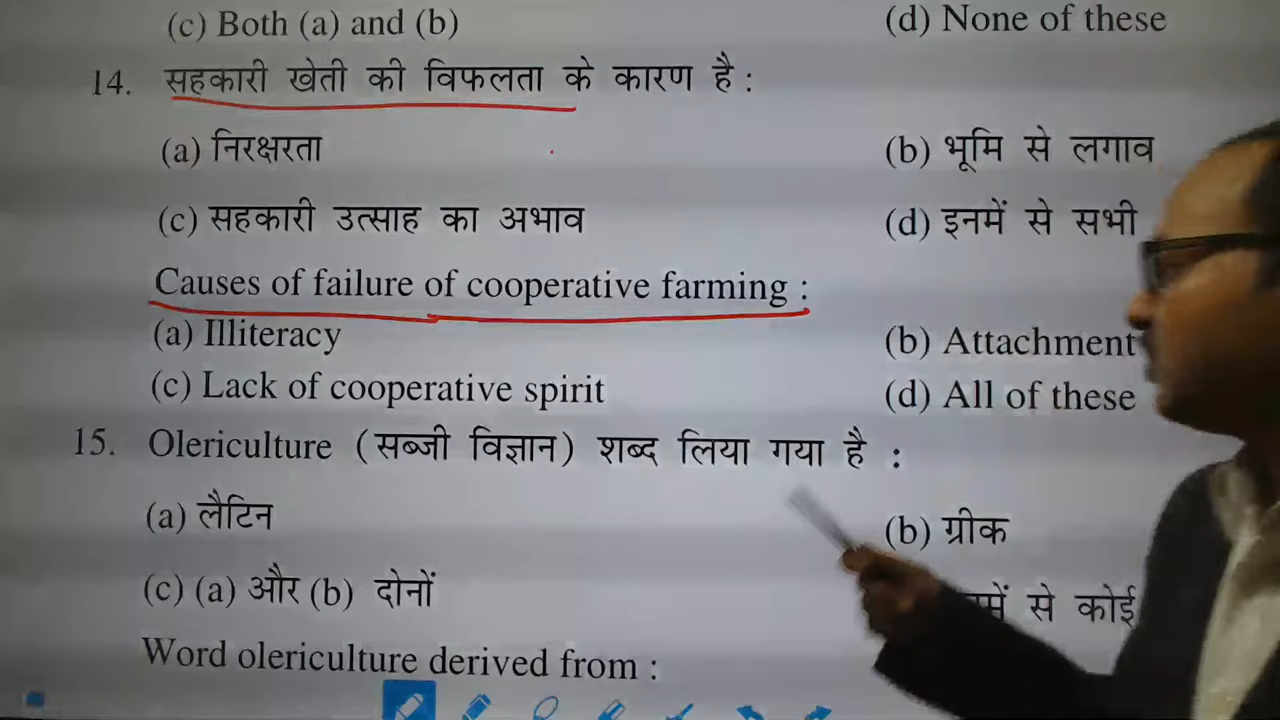 (c) Both (a) and (b) (d) None of these
14. सहकारी खेती की विफलता के कारण है :
(a) निरक्षरता (b) भूमि से लगाव
(c) सहकारी उत्साह का अभाव (d) इनमें से सभी
Causes of failure of cooperative farming :
(a) Illiteracy (b) Attachment
(c) Lack of cooperative spirit (d) All of these
15. Olericulture (सब्जी विज्ञान) शब्द लिया गया है :
(a) लैटिन (b) ग्रीक
(c) (a) और (b) दोनों से कोई
Word olericulture derived from :